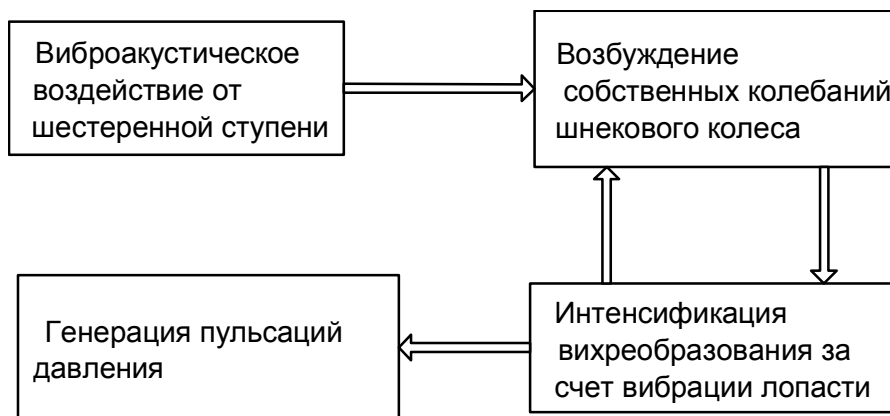 Виброакустическое
воздействие от
шестеренной ступени
Возбуждение
собственных колебаний
шнекового колеса
Генерация пульсаций
давления
Интенсификация
вихреобразования за
счет вибрации лопасти